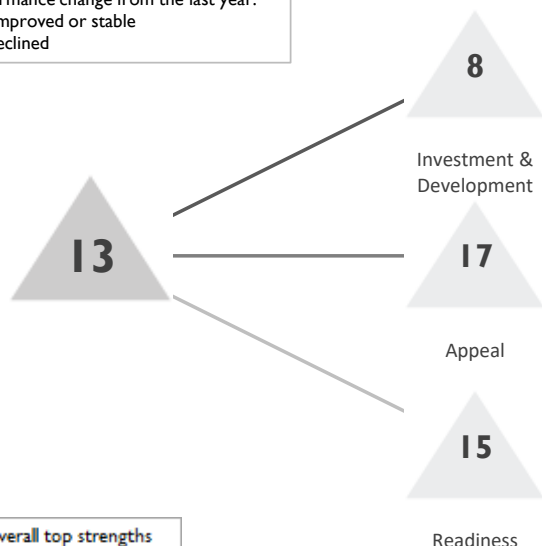 change from the last year:
mproved or stable
eclined
8
Investment &
Development
13
17
Appeal
15
verall top strengths
Readiness